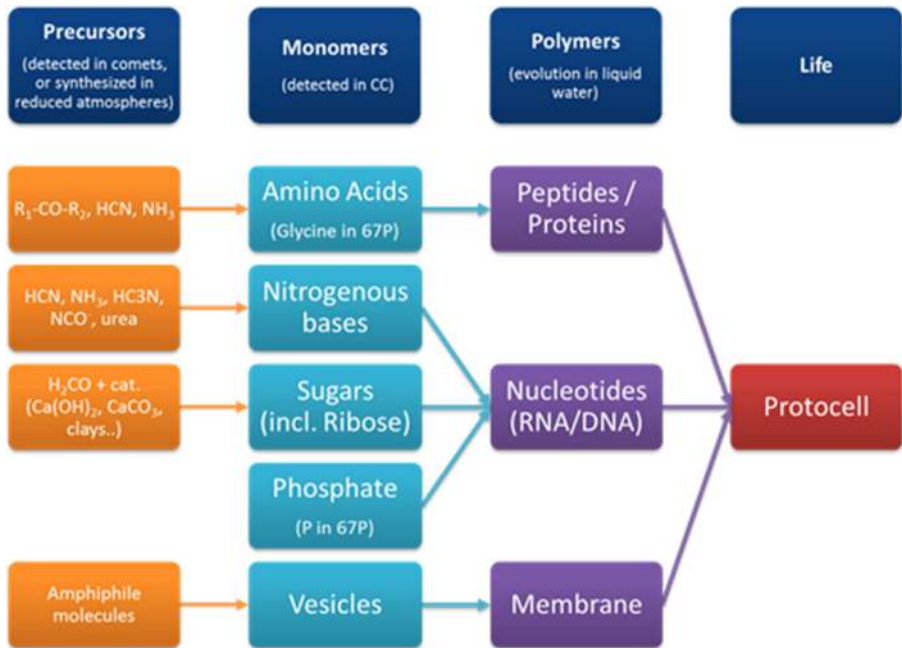 Precursors
(detected in comets,
or synthesized in
reduced atmospheres)
Monomers
(detected in CC)
Polymers
(evolution in liquid
water)
Life
R₁-CO-R₂, HCN, NH₃
Amino Acids
(Glycine in 67P)
Peptides /
Proteins
HCN, NH₃, HC3N,
NCO⁻, urea
Nitrogenous
bases
H₂CO + cat.
(Ca(OH)₂, CaCO₃,
clays..)
Sugars
(incl. Ribose)
Nucleotides
(RNA/DNA)
Protocell
Phosphate
(P in 67P)
Amphiphile
molecules
Vesicles
Membrane